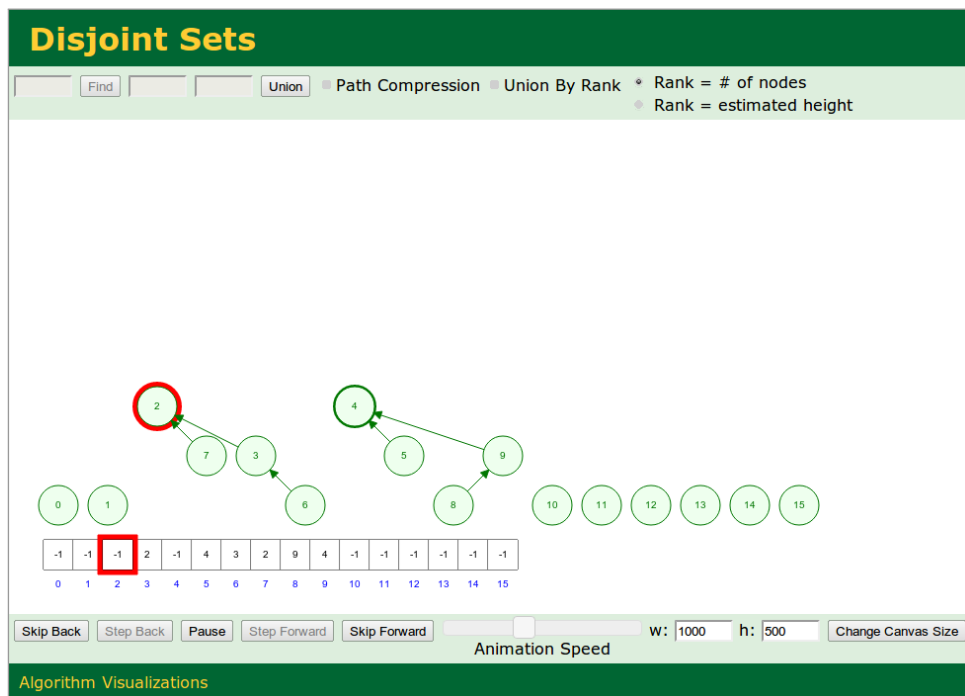 Disjoint Sets
Find Union Path Compression Union By Rank Rank = # of nodes
Rank = estimated height
2 4
7 3 5 9
0 1 6 8 10 11 12 13 14 15
-1 -1 -1 2 -1 4 3 2 9 4 -1 -1 -1 -1 -1 -1
0 1 2 3 4 5 6 7 8 9 10 11 12 13 14 15
Skip Back Step Back Pause Step Forward Skip Forward w: 1000 h: 500 Change Canvas Size
Animation Speed
Algorithm Visualizations